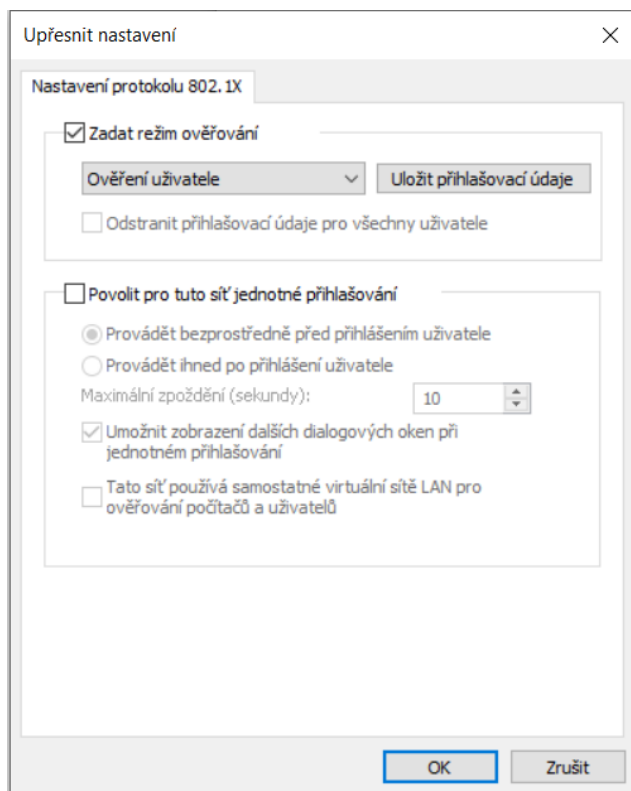 Upřesnit nastavení
Nastavení protokolu 802.1X
Zadat režim ověřování
Ověření uživatele
Uložit přihlašovací údaje
Odstranit přihlašovací údaje pro všechny uživatele
Povolit pro tuto síť jednotné přihlašování
Provádět bezprostředně před přihlášením uživatele
Provádět ihned po přihlášení uživatele
Maximální zpoždění (sekundy):
10
Umožnit zobrazení dalších dialogových oken při
jednotném přihlašování
Tato síť používá samostatné virtuální sítě LAN pro
ověřování počítačů a uživatelů
OK
Zrušit